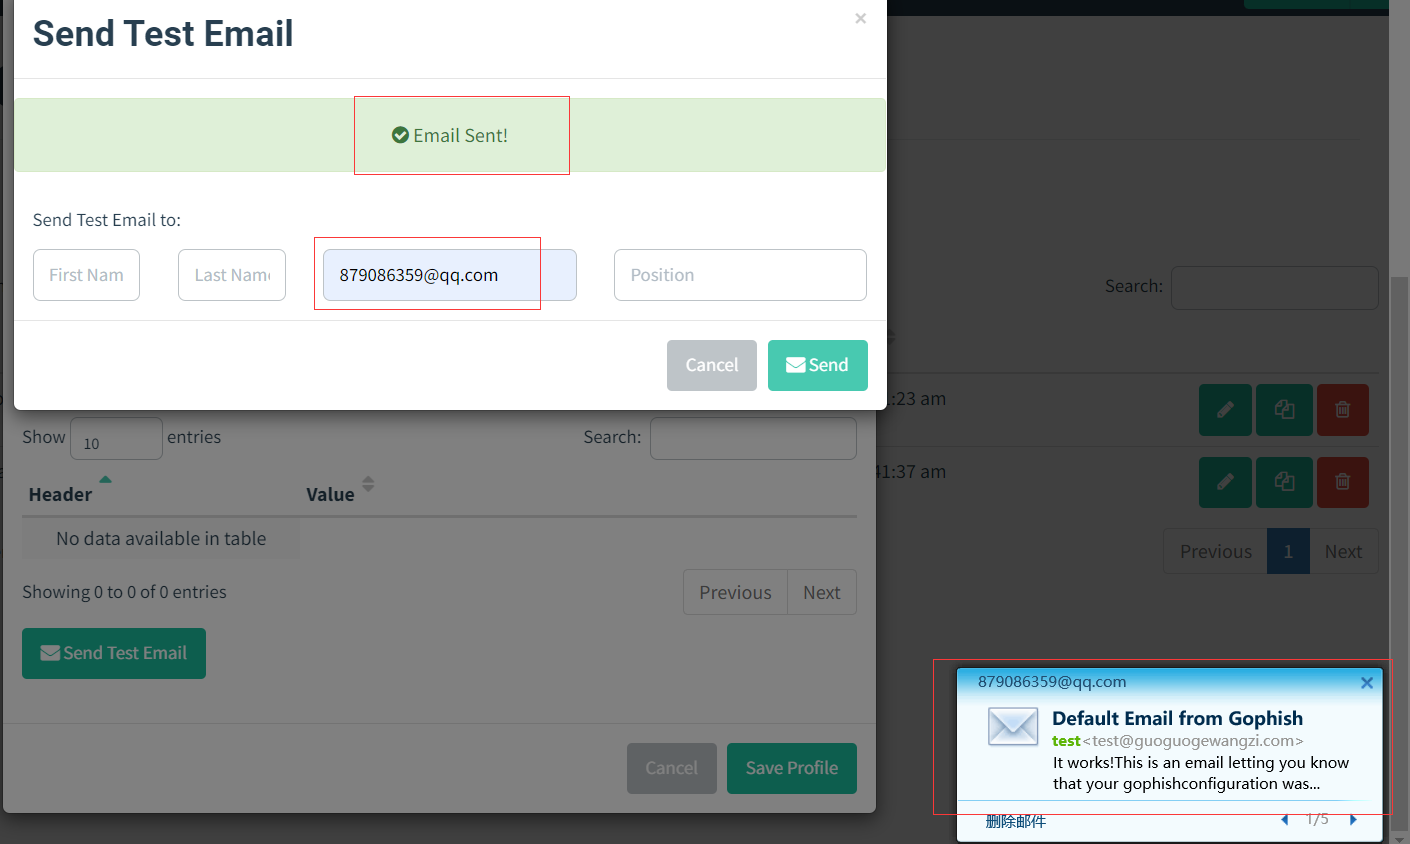 Send Test Email
×
Email Sent!
Send Test Email to:
First Nam
Last Name
879086359@qq.com
Position
Cancel
Send
Search:
:23 am
41:37 am
Previous 1 Next
Show 10 entries
Search:
Header
Value
No data available in table
Showing 0 to 0 of 0 entries
Previous
Next
Send Test Email
Cancel
Save Profile
879086359@qq.com
Default Email from Gophish
test<test@guoguogewangzi.com>
It works!This is an email letting you know
that your gophishconfiguration was...
删除邮件
1/5